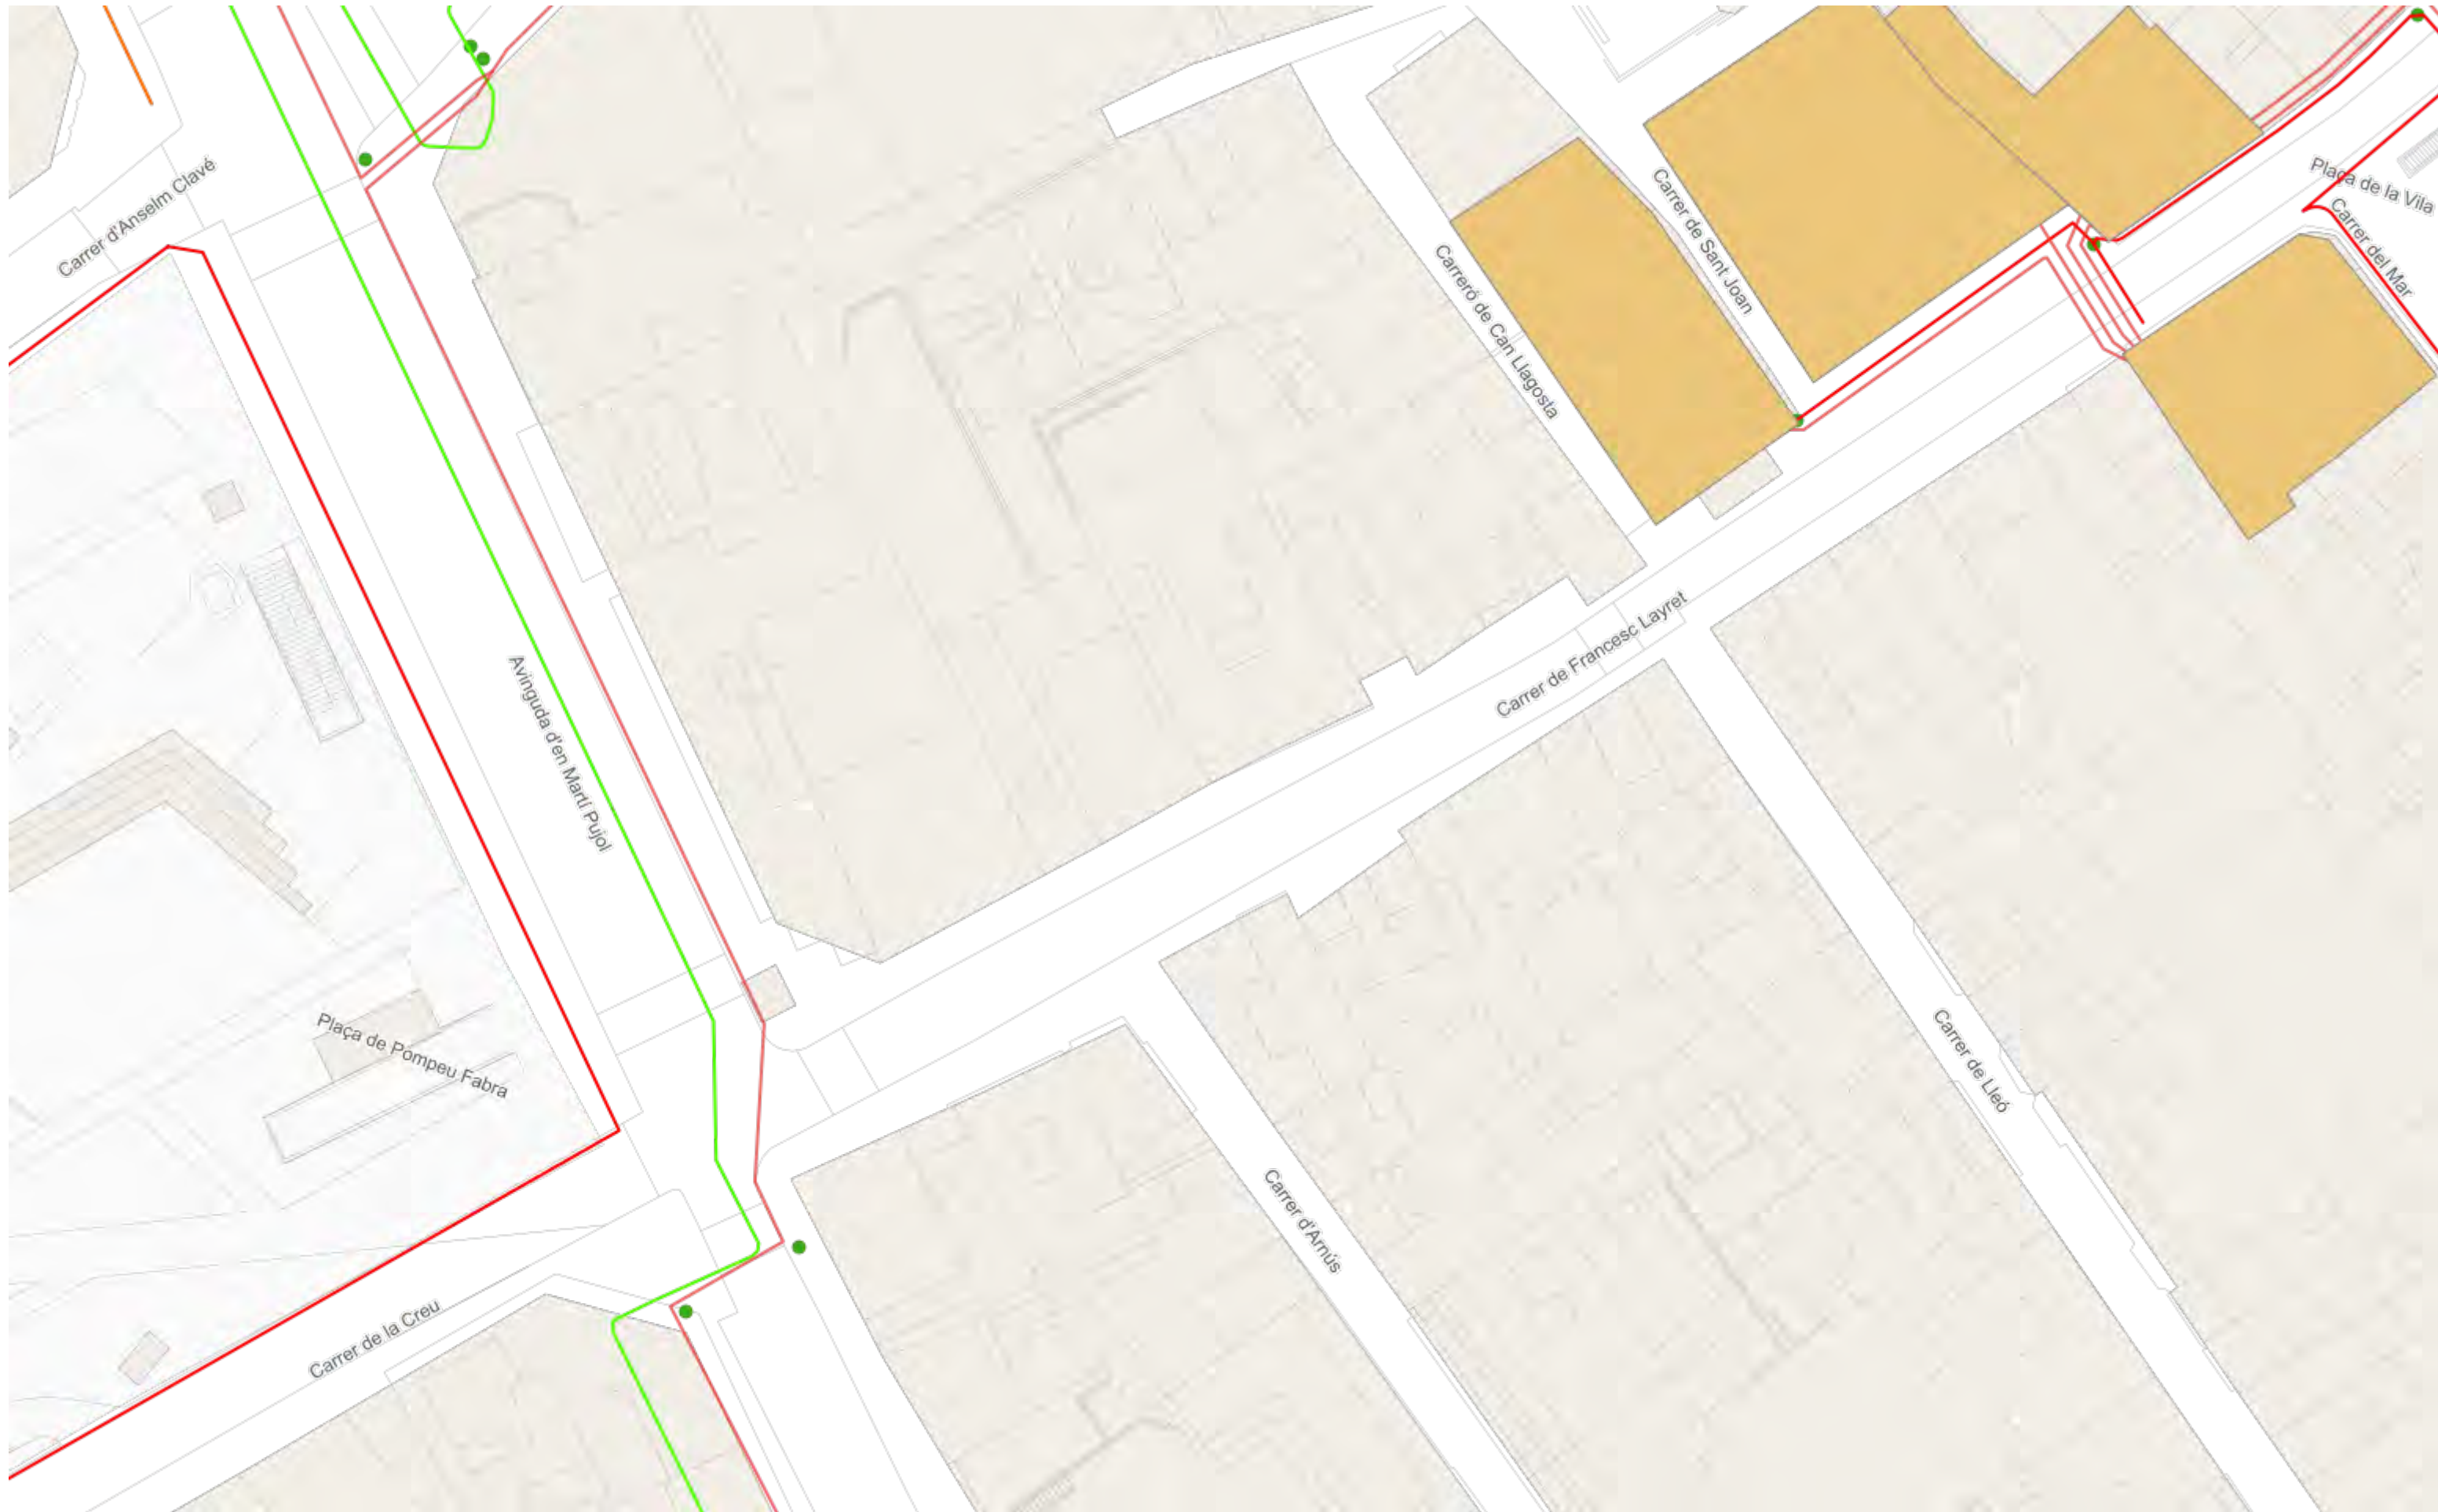 Carrer d'Anselm Clavé
Plaça de la Vila
Carrer de Sant Joan
Carrer del Mar
Carreró de Can Llagosta
Carrer de Francesc Layret
Avinguda d'en Martí Pujol
Plaça de Pompeu Fabra
Carrer de Lleó
Carrer d'Arnús
Carrer de la Creu